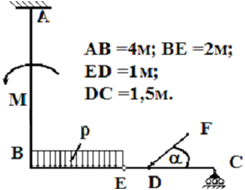 A
AB =4м; BE =2м;
ED =1м;
DC =1,5м.
M
p
F
B
α
C
E
D